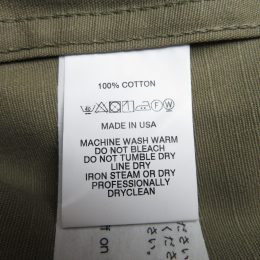 100% COTTON
MADE IN USA
MACHINE WASH WARM
DO NOT BLEACH
DO NOT TUMBLE DRY
LINE DRY
IRON STEAM OR DRY
PROFESSIONALLY
DRYCLEAN